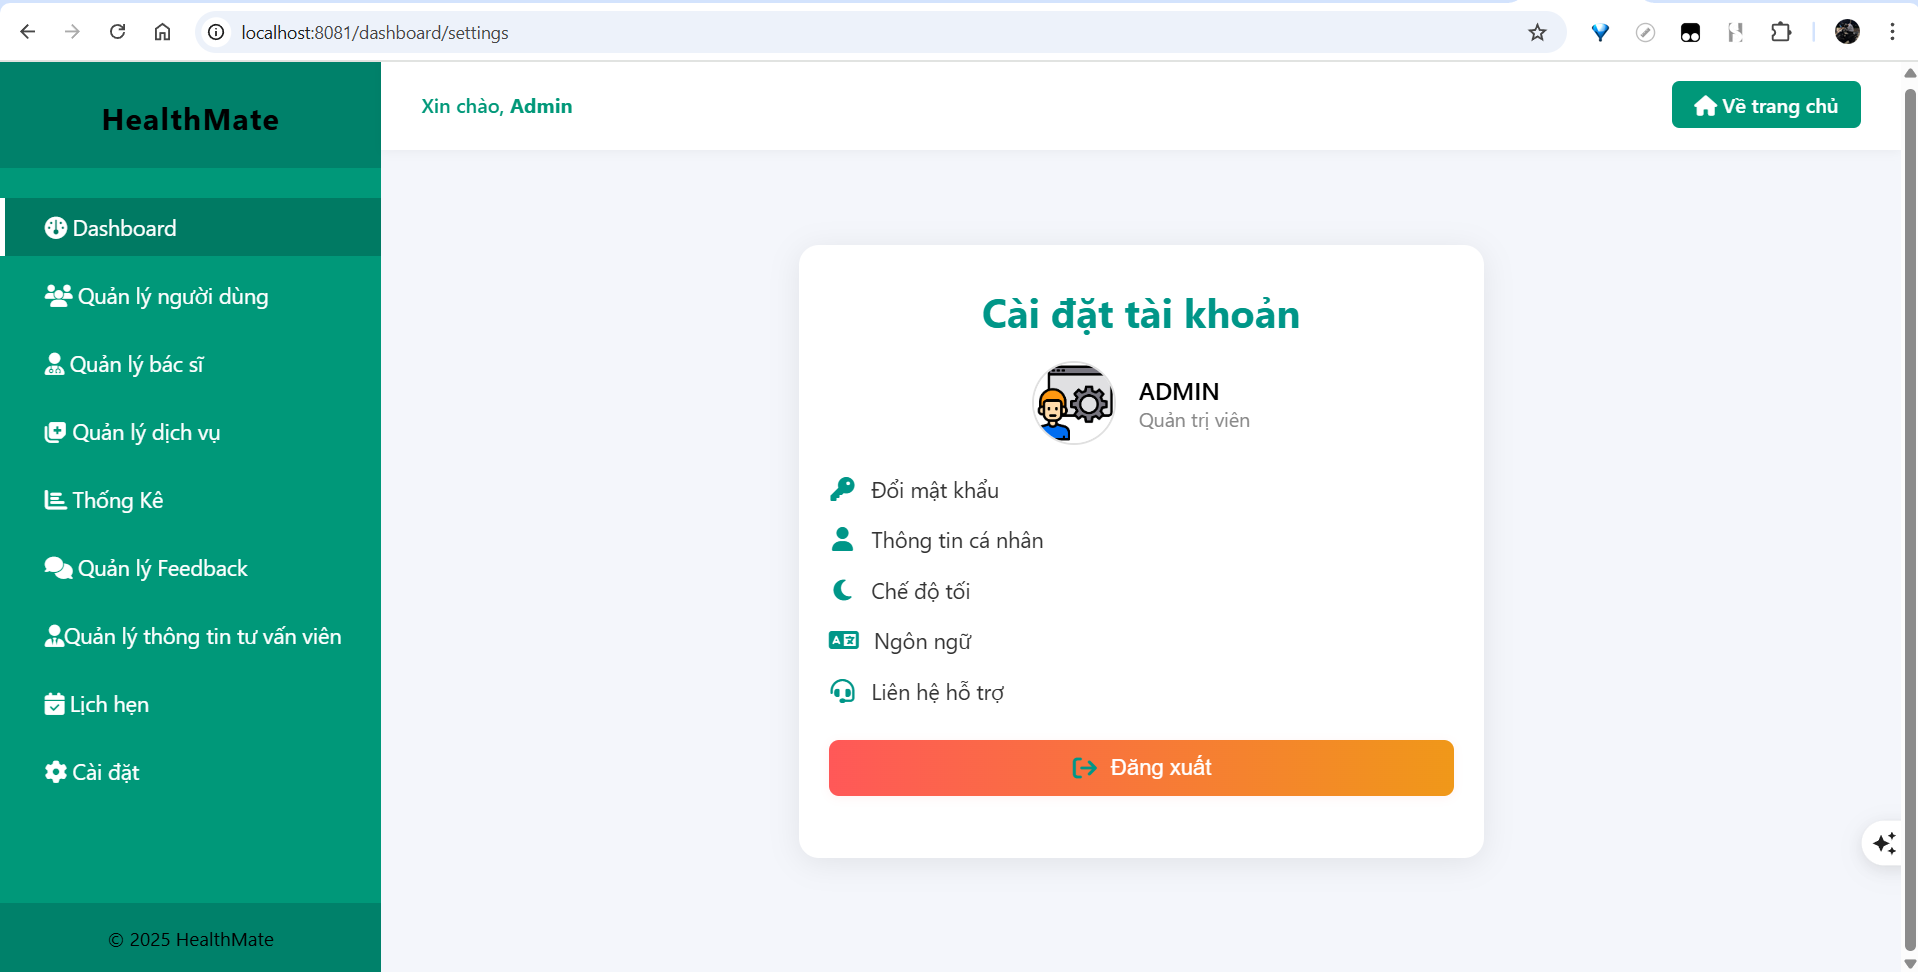 localhost:8081/dashboard/settings
HealthMate
Xin chào, Admin
Về trang chủ
Dashboard
Quản lý người dùng
Quản lý bác sĩ
Quản lý dịch vụ
Thống Kê
Quản lý Feedback
Quản lý thông tin tư vấn viên
Lịch hẹn
Cài đặt
© 2025 HealthMate
Cài đặt tài khoản
ADMIN
Quản trị viên
Đổi mật khẩu
Thông tin cá nhân
Chế độ tối
Ngôn ngữ
Liên hệ hỗ trợ
Đăng xuất